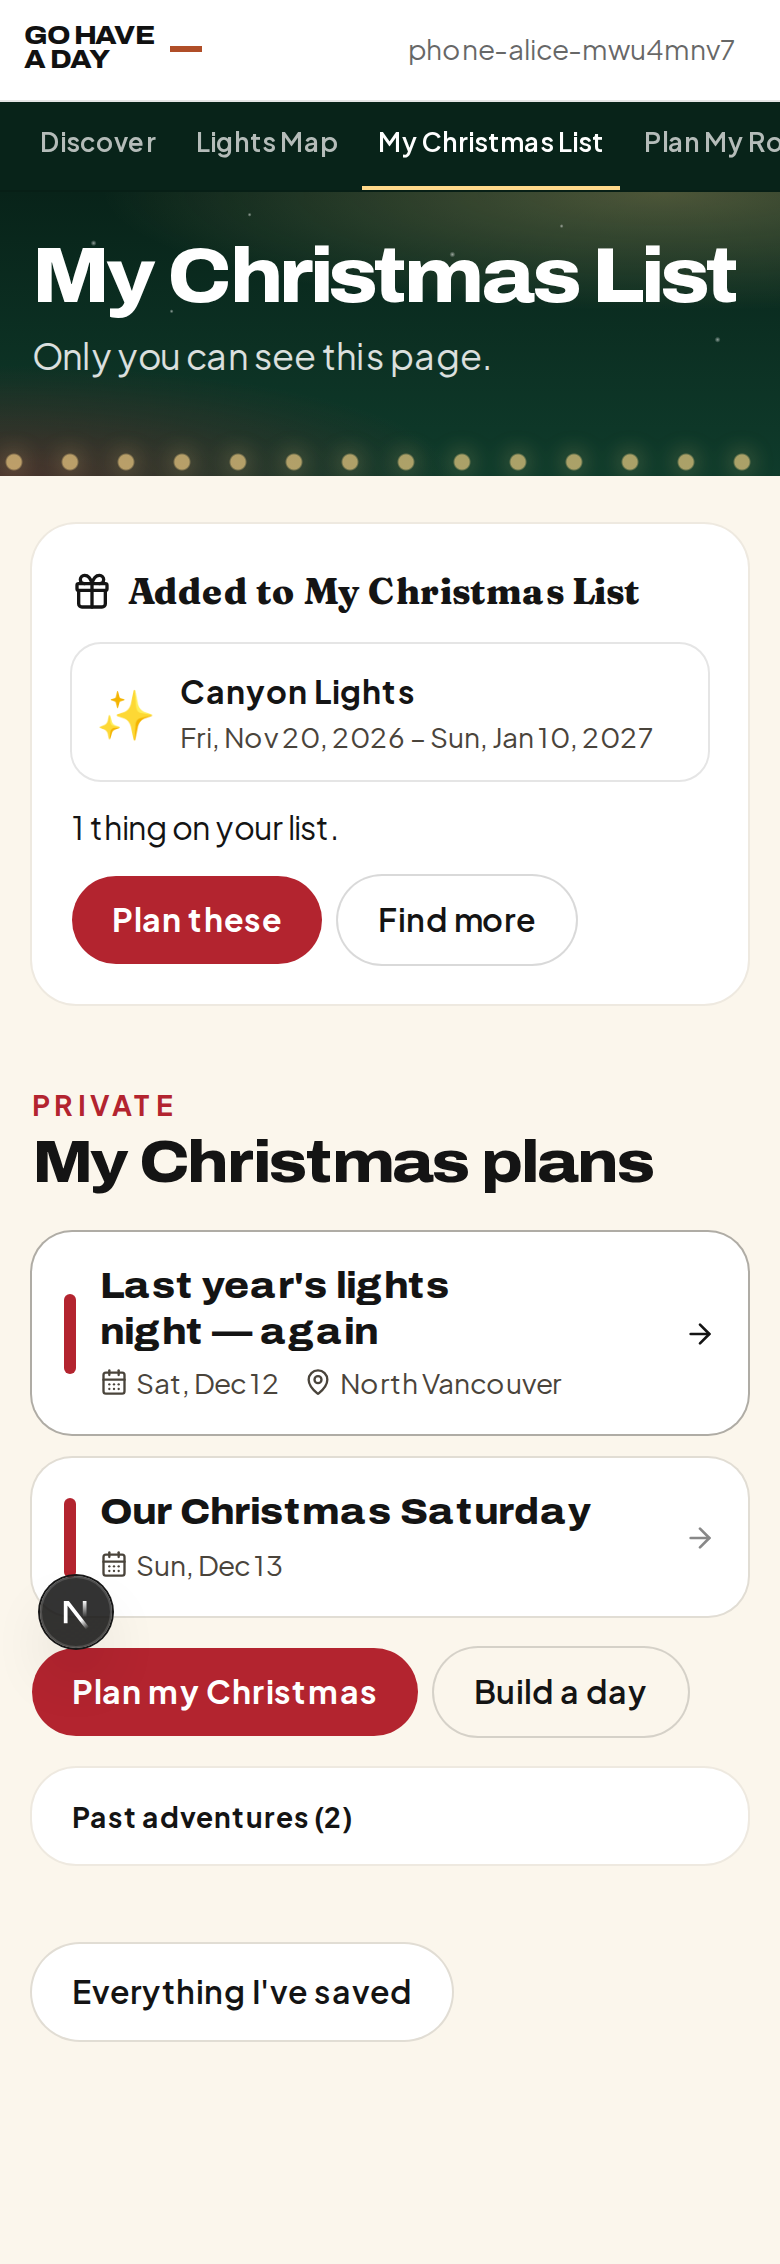 GO HAVE
A DAY
phone-alice-mwu4mnv7
Discover Lights Map My Christmas List Plan My Ro
My Christmas List
Only you can see this page.
Added to My Christmas List
Canyon Lights
Fri, Nov 20, 2026 – Sun, Jan 10, 2027
1 thing on your list.
Plan these Find more
PRIVATE
My Christmas plans
Last year's lights
night — again
Sat, Dec 12 North Vancouver
Our Christmas Saturday
Sun, Dec 13
N
Plan my Christmas Build a day
Past adventures (2)
Everything I've saved